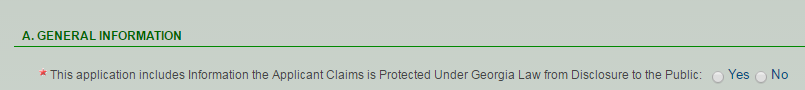 A. GENERAL INFORMATION
* This application includes Information the Applicant Claims is Protected Under Georgia Law from Disclosure to the Public: Yes No